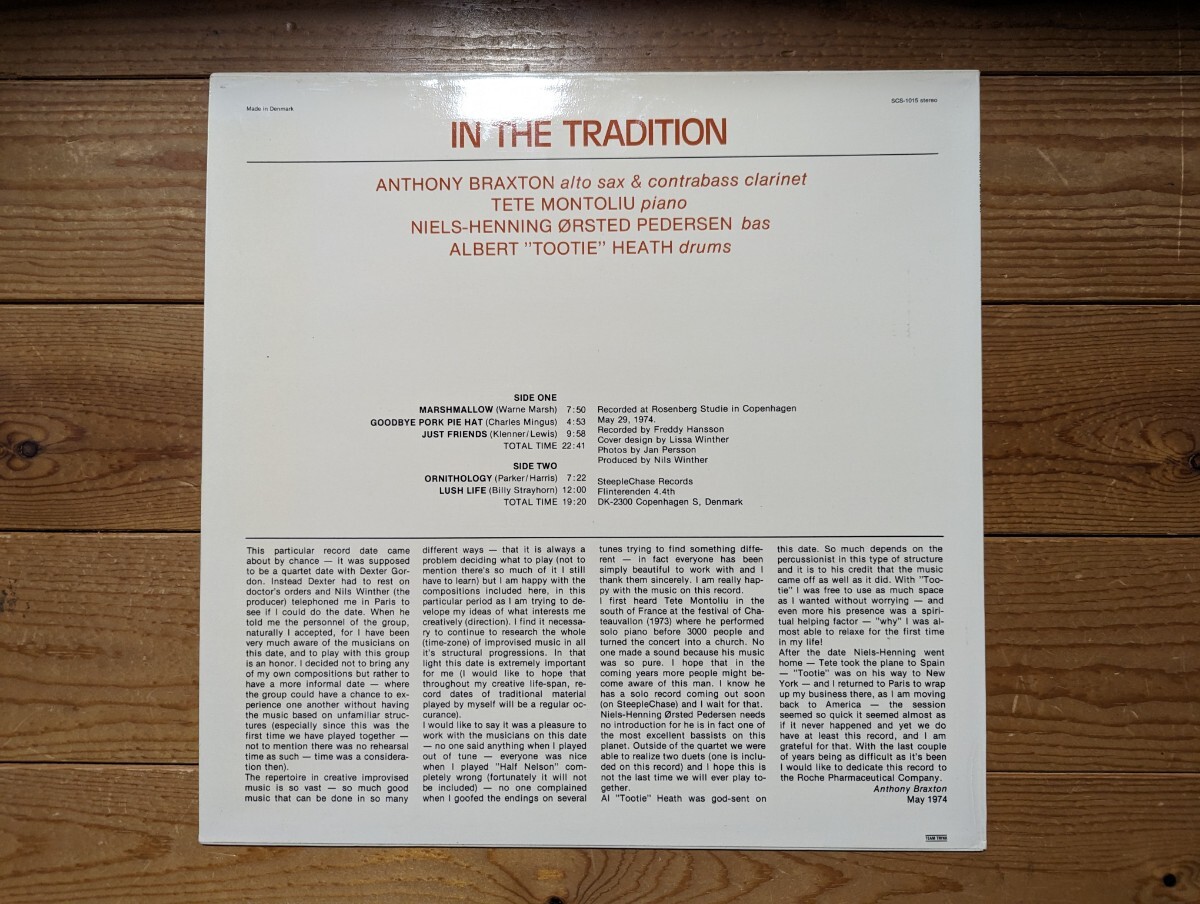 Made in Denmark
SCS-1015 stereo
IN THE TRADITION
ANTHONY BRAXTON alto sax & contrabass clarinet
TETE MONTOLIU piano
NIELS-HENNING ØRSTED PEDERSEN bas
ALBERT "TOOTIE" HEATH drums
SIDE ONE
MARSHMALLOW (Warne Marsh) 7:50
GOODBYE PORK PIE HAT (Charles Mingus) 4:53
JUST FRIENDS (Klenner/Lewis) 9:58
TOTAL TIME 22:41
SIDE TWO
ORNITHOLOGY (Parker/Harris) 7:22
LUSH LIFE (Billy Strayhorn) 12:00
TOTAL TIME 19:20
Recorded at Rosenberg Studie in Copenhagen
May 29, 1974.
Recorded by Freddy Hansson
Cover design by Lissa Winther
Photos by Jan Persson
Produced by Nils Winther
SteepleChase Records
Flinterenden 4.4th
DK-2300 Copenhagen S, Denmark
This particular record date came
about by chance — it was supposed
to be a quartet date with Dexter Gor-
don. Instead Dexter had to rest on
doctor's orders and Nils Winther (the
producer) telephoned me in Paris to
see if I could do the date. When he
told me the personnel of the group,
naturally I accepted, for I have been
very much aware of the musicians on
this date, and to play with this group
is an honor. I decided not to bring any
of my own compositions but rather to
have a more informal date — where
the group could have a chance to ex-
perience one another without having
the music based on unfamiliar struc-
tures (especially since this was the
first time we have played together —
not to mention there was no rehearsal
time as such — time was a considera-
tion then).
The repertoire in creative improvised
music is so vast — so much good
music that can be done in so many
different ways — that it is always a
problem deciding what to play (not to
mention there's so much of it I still
have to learn) but I am happy with the
compositions included here, in this
particular period as I am trying to de-
velope my ideas of what interests me
creatively (direction). I find it necessa-
ry to continue to research the whole
(time-zone) of improvised music in all
it's structural progressions. In that
light this date is extremely important
for me (I would like to hope that
throughout my creative life-span, re-
cord dates of traditional material
played by myself will be a regular oc-
curance).
I would like to say it was a pleasure to
work with the musicians on this date
— no one said anything when I played
out of tune — everyone was nice
when I played "Half Nelson" com-
pletely wrong (fortunately it will not
be included) — no one complained
when I goofed the endings on several
tunes trying to find something diffe-
rent — in fact everyone has been
simply beautiful to work with and I
thank them sincerely. I am really hap-
py with the music on this record.
I first heard Tete Montoliu in the
south of France at the festival of Cha-
teauvallon (1973) where he performed
solo piano before 3000 people and
turned the concert into a church. No
one made a sound because his music
was so pure. I hope that in the
coming years more people might be-
come aware of this man. I know he
has a solo record coming out soon
(on SteepleChase) and I wait for that.
Niels-Henning Ørsted Pedersen needs
no introduction for he is in fact one of
the most excellent bassists on this
planet. Outside of the quartet we were
able to realize two duets (one is inclu-
ded on this record) and I hope this is
not the last time we will ever play to-
gether.
Al "Tootie" Heath was god-sent on
this date. So much depends on the
percussionist in this type of structure
and it is to his credit that the music
came off as well as it did. With "Too-
tie" I was free to use as much space
as I wanted without worrying — and
even more his presence was a spiri-
tual helping factor — "why" I was al-
most able to relaxe for the first time
in my life!
After the date Niels-Henning went
home — Tete took the plane to Spain
— "Tootie" was on his way to New
York — and I returned to Paris to wrap
up my business there, as I am moving
back to America — the session
seemed so quick it seemed almost as
if it never happened and yet we do
have at least this record, and I am
grateful for that. With the last couple
of years being as difficult as it's been
I would like to dedicate this record to
the Roche Pharmaceutical Company.
Anthony Braxton
May 1974